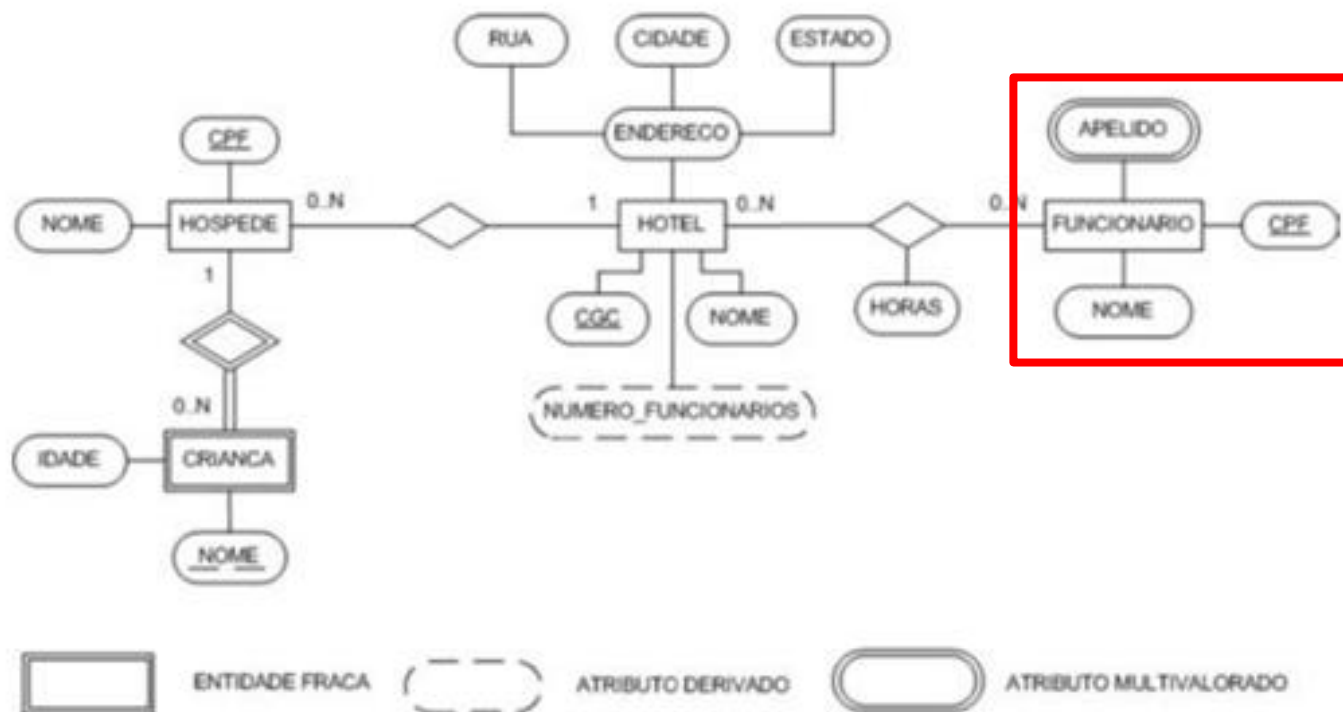 RUA
CIDADE
ESTADO
ENDERECO
APELIDO
CPF
NOME
HOSPEDE
0..N
1
HOTEL
0..N
0..N
FUNCIONARIO
CPF
1
CGC
NOME
HORAS
NOME
NUMERO_FUNCIONARIOS
0..N
IDADE
CRIANCA
NOME
ENTIDADE FRACA
ATRIBUTO DERIVADO
ATRIBUTO MULTIVALORADO